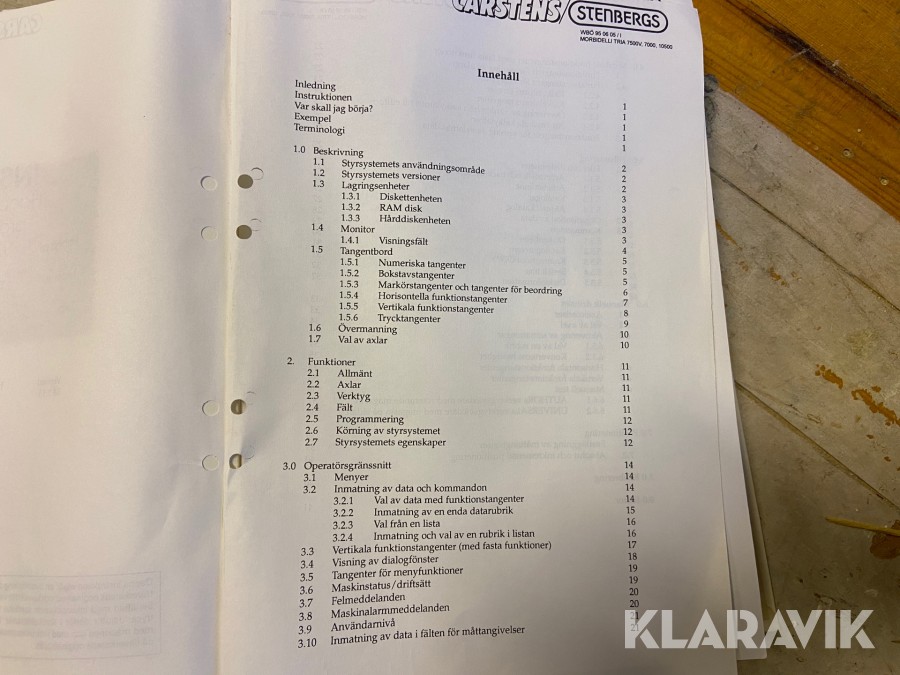 CARSTENS
STENBERGS
WBÖ 95 06 05 / I
MORBIDELLI TRIA 7500V, 7000, 10500
Innehåll
Inledning 1
Instruktionen 1
Var skall jag börja? 1
Exempel 1
Terminologi 1
1.0 Beskrivning
1.1 Styrsystemets användningsområde 2
1.2 Styrsystemets versioner 2
1.3 Lagringsenheter 2
1.3.1 Diskettenheten 3
1.3.2 RAM disk 3
1.3.3 Hårddiskenheten 3
1.4 Monitor 3
1.4.1 Visningsfält 3
1.5 Tangentbord 4
1.5.1 Numeriska tangenter 5
1.5.2 Bokstavstangenter 5
1.5.3 Markörstangenter och tangenter för beordring 5
1.5.4 Horisontella funktionstangenter 6
1.5.5 Vertikala funktionstangenter 7
1.5.6 Trycktangenter 8
1.6 Övermanning 9
1.7 Val av axlar 10
10
2. Funktioner 11
2.1 Allmänt 11
2.2 Axlar 11
2.3 Verktyg 11
2.4 Fält 11
2.5 Programmering 12
2.6 Körning av styrsystemet 12
2.7 Styrsystemets egenskaper 12
3.0 Operatörsgränssnitt 14
3.1 Menyer 14
3.2 Inmatning av data och kommandon 14
3.2.1 Val av data med funktionstangenter 14
3.2.2 Inmatning av en enda datarubrik 15
3.2.3 Val från en lista 16
3.2.4 Inmatning och val av en rubrik i listan 16
3.3 Vertikala funktionstangenter (med fasta funktioner) 17
3.4 Visning av dialogfönster 18
3.5 Tangenter för menyfunktioner 19
3.6 Maskinstatus/driftsätt 19
3.7 Felmeddelanden 20
3.8 Maskinalarmmeddelanden 20
3.9 Användarnivå 21
3.10 Inmatning av data i fälten för måttangivelser 21
KLARAVIK